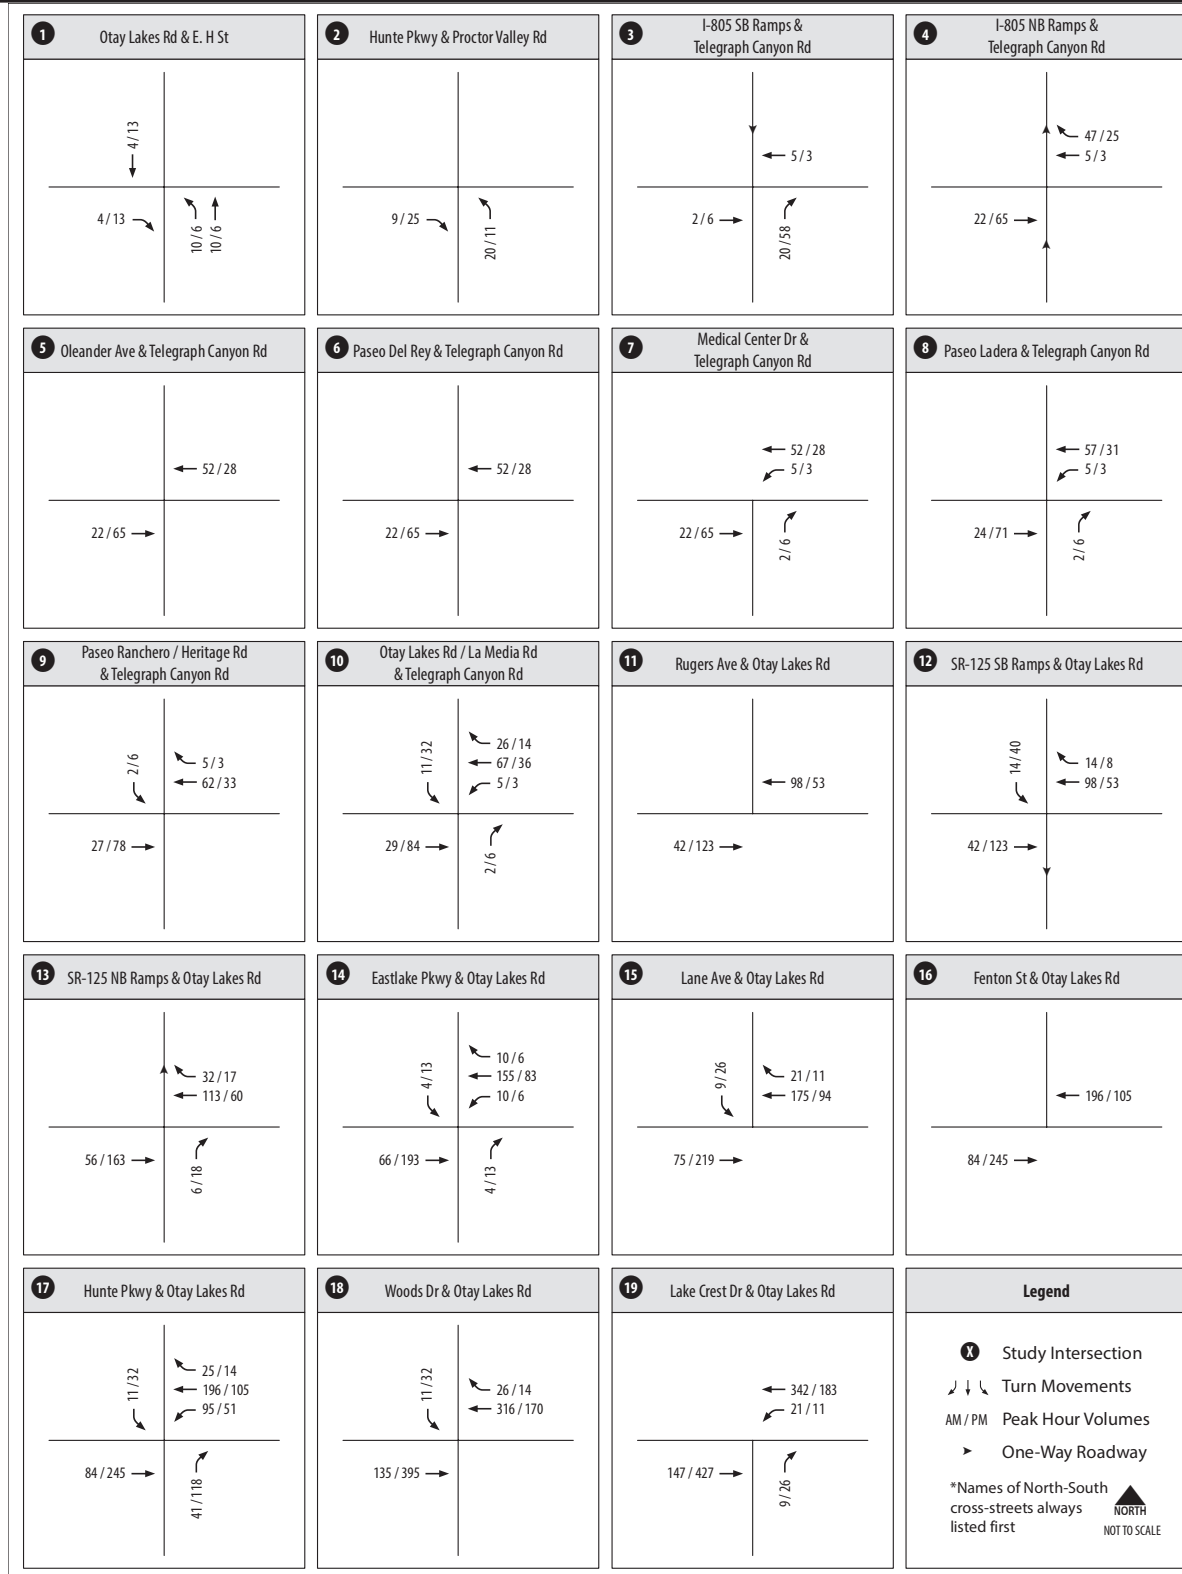 1
Otay Lakes Rd & E. H St
4 / 13
4 / 13
10 / 6
10 / 6
2
Hunte Pkwy & Proctor Valley Rd
9 / 25
20 / 11
3
I-805 SB Ramps &
Telegraph Canyon Rd
5 / 3
2 / 6
20 / 58
4
I-805 NB Ramps &
Telegraph Canyon Rd
47 / 25
5 / 3
22 / 65
5
Oleander Ave & Telegraph Canyon Rd
52 / 28
22 / 65
6
Paseo Del Rey & Telegraph Canyon Rd
52 / 28
22 / 65
7
Medical Center Dr &
Telegraph Canyon Rd
52 / 28
5 / 3
22 / 65
2 / 6
8
Paseo Ladera & Telegraph Canyon Rd
57 / 31
5 / 3
24 / 71
2 / 6
9
Paseo Ranchero / Heritage Rd
& Telegraph Canyon Rd
2 / 6
5 / 3
62 / 33
27 / 78
10
Otay Lakes Rd / La Media Rd
& Telegraph Canyon Rd
11 / 32
26 / 14
67 / 36
5 / 3
29 / 84
2 / 6
11
Rugers Ave & Otay Lakes Rd
98 / 53
42 / 123
12
SR-125 SB Ramps & Otay Lakes Rd
14 / 40
14 / 8
98 / 53
42 / 123
13
SR-125 NB Ramps & Otay Lakes Rd
32 / 17
113 / 60
56 / 163
6 / 18
14
Eastlake Pkwy & Otay Lakes Rd
4 / 13
10 / 6
155 / 83
10 / 6
66 / 193
4 / 13
15
Lane Ave & Otay Lakes Rd
9 / 26
21 / 11
175 / 94
75 / 219
16
Fenton St & Otay Lakes Rd
196 / 105
84 / 245
17
Hunte Pkwy & Otay Lakes Rd
11 / 32
25 / 14
196 / 105
95 / 51
84 / 245
41 / 118
18
Woods Dr & Otay Lakes Rd
11 / 32
26 / 14
316 / 170
135 / 395
19
Lake Crest Dr & Otay Lakes Rd
342 / 183
21 / 11
147 / 427
9 / 26
Legend
X Study Intersection
Turn Movements
AM / PM Peak Hour Volumes
One-Way Roadway
*Names of North-South
cross-streets always
listed first
NORTH
NOT TO SCALE